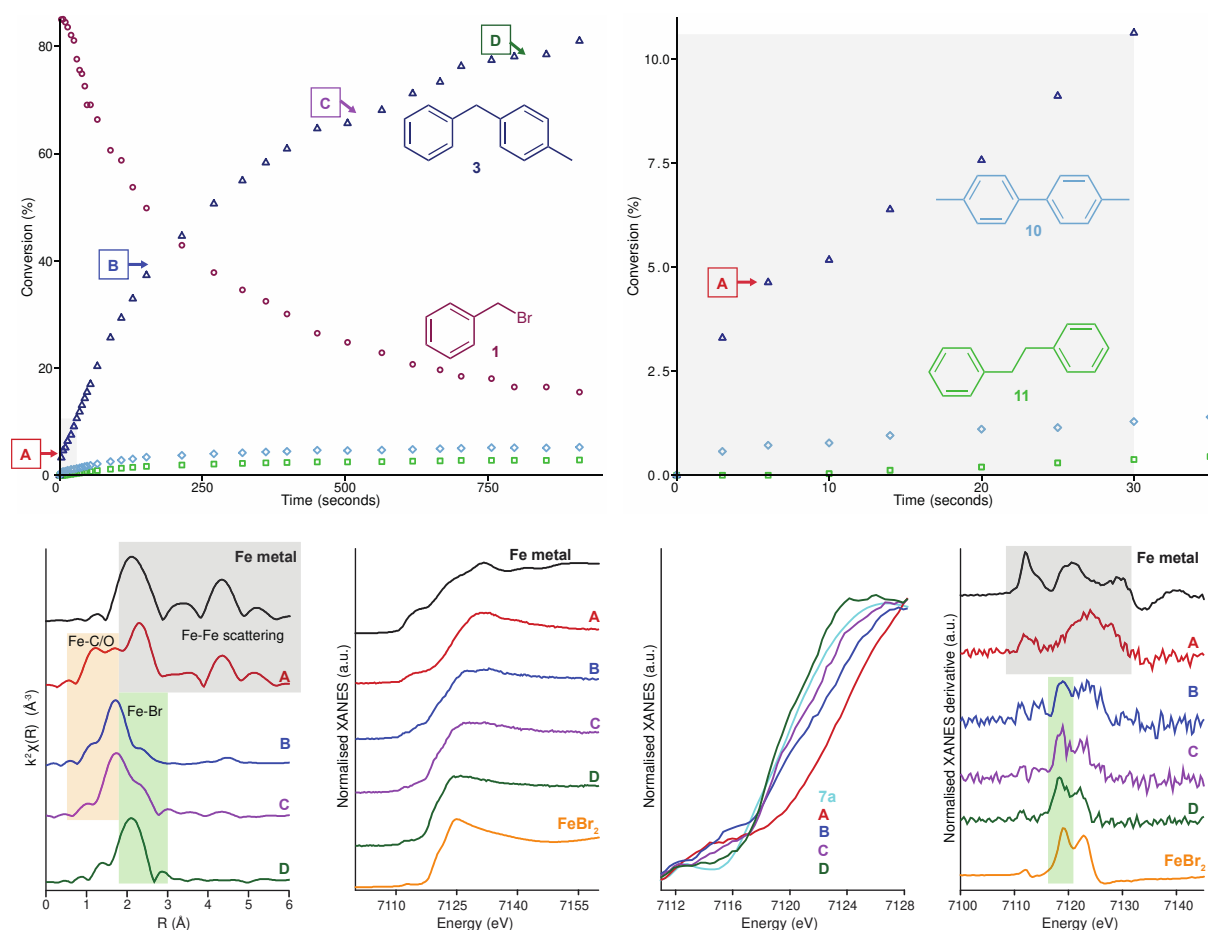 80
60
40
20
0
Conversion (%)
0
250
500
750
Time (seconds)
A
B
C
D
3
Br
1
10.0
7.5
5.0
2.5
0.0
Conversion (%)
0
10
20
30
Time (seconds)
A
10
11
Fe metal
Fe-C/O
Fe-Fe scattering
A
Fe-Br
B
C
D
k² χ(R) (Å⁻³)
0
1
2
3
4
5
6
R (Å)
Fe metal
A
B
C
D
FeBr₂
Normalised XANES (a.u.)
7110
7125
7140
7155
Energy (eV)
7a
A
B
C
D
Normalised XANES (a.u.)
7112
7116
7120
7124
7128
Energy (eV)
Fe metal
A
B
C
D
FeBr₂
Normalised XANES derivative (a.u.)
7100
7110
7120
7130
7140
Energy (eV)